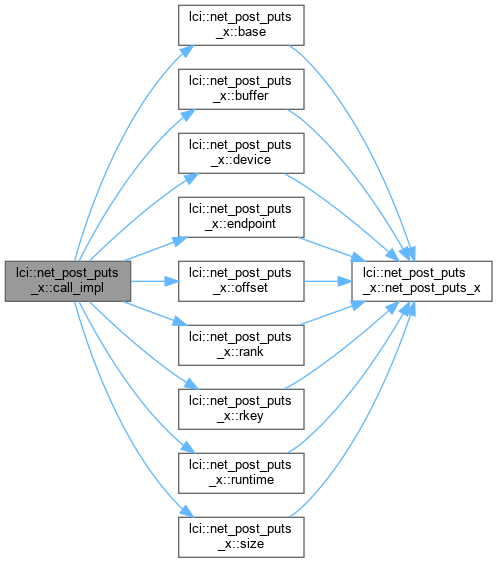 lci::net_post_puts
_x::base
lci::net_post_puts
_x::buffer
lci::net_post_puts
_x::device
lci::net_post_puts
_x::endpoint
lci::net_post_puts
_x::call_impl
lci::net_post_puts
_x::offset
lci::net_post_puts
_x::net_post_puts_x
lci::net_post_puts
_x::rank
lci::net_post_puts
_x::rkey
lci::net_post_puts
_x::runtime
lci::net_post_puts
_x::size